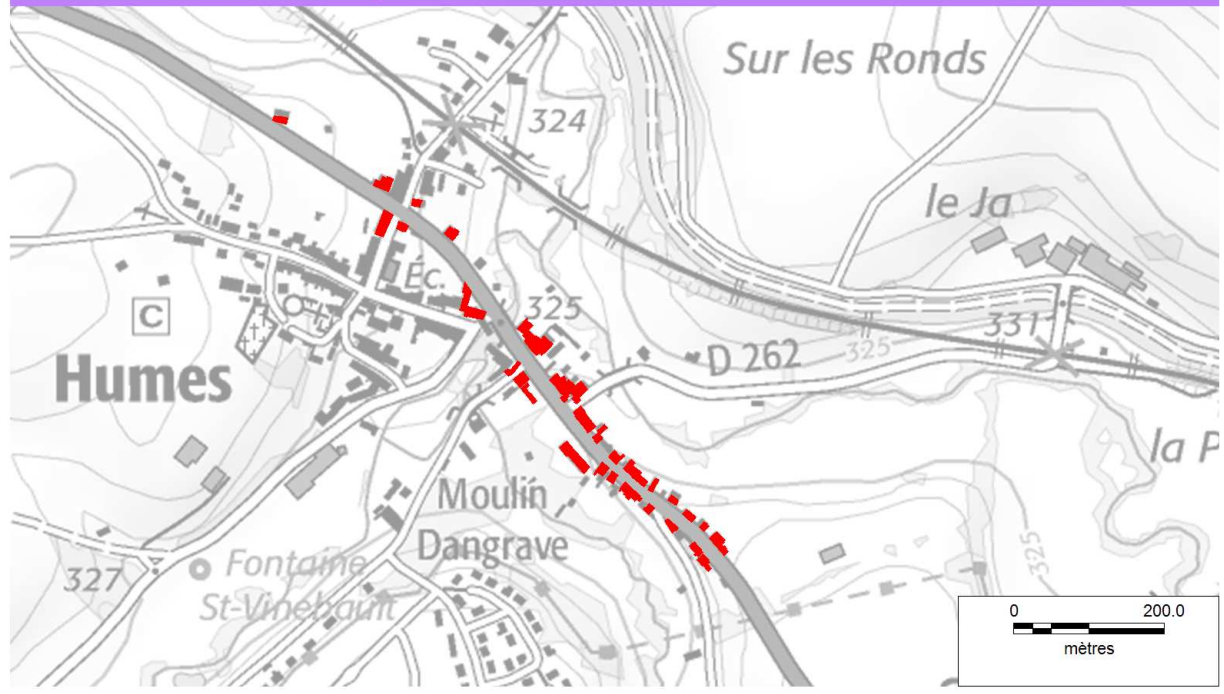 Sur les Ronds
324
le Ja
Éc.
325
331
C
D 262
325
Humes
la P
Moulin
Dangrave
325
Fontaine
St-Vinebault
327
0 200.0
mètres